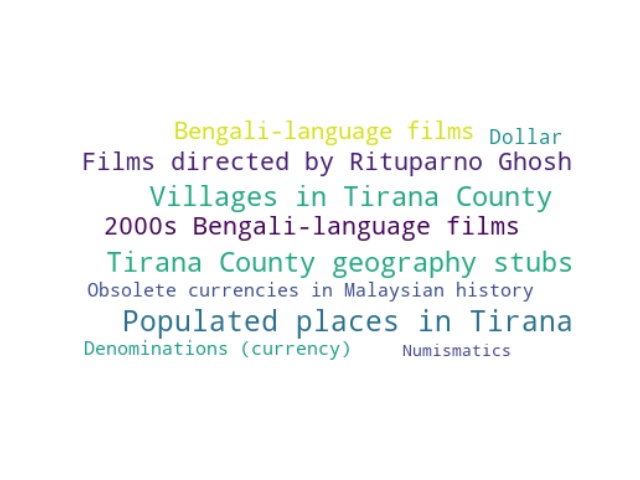 Bengali-language films
Dollar
Films directed by Rituparno Ghosh
Villages in Tirana County
2000s Bengali-language films
Tirana County geography stubs
Obsolete currencies in Malaysian history
Populated places in Tirana
Denominations (currency)
Numismatics